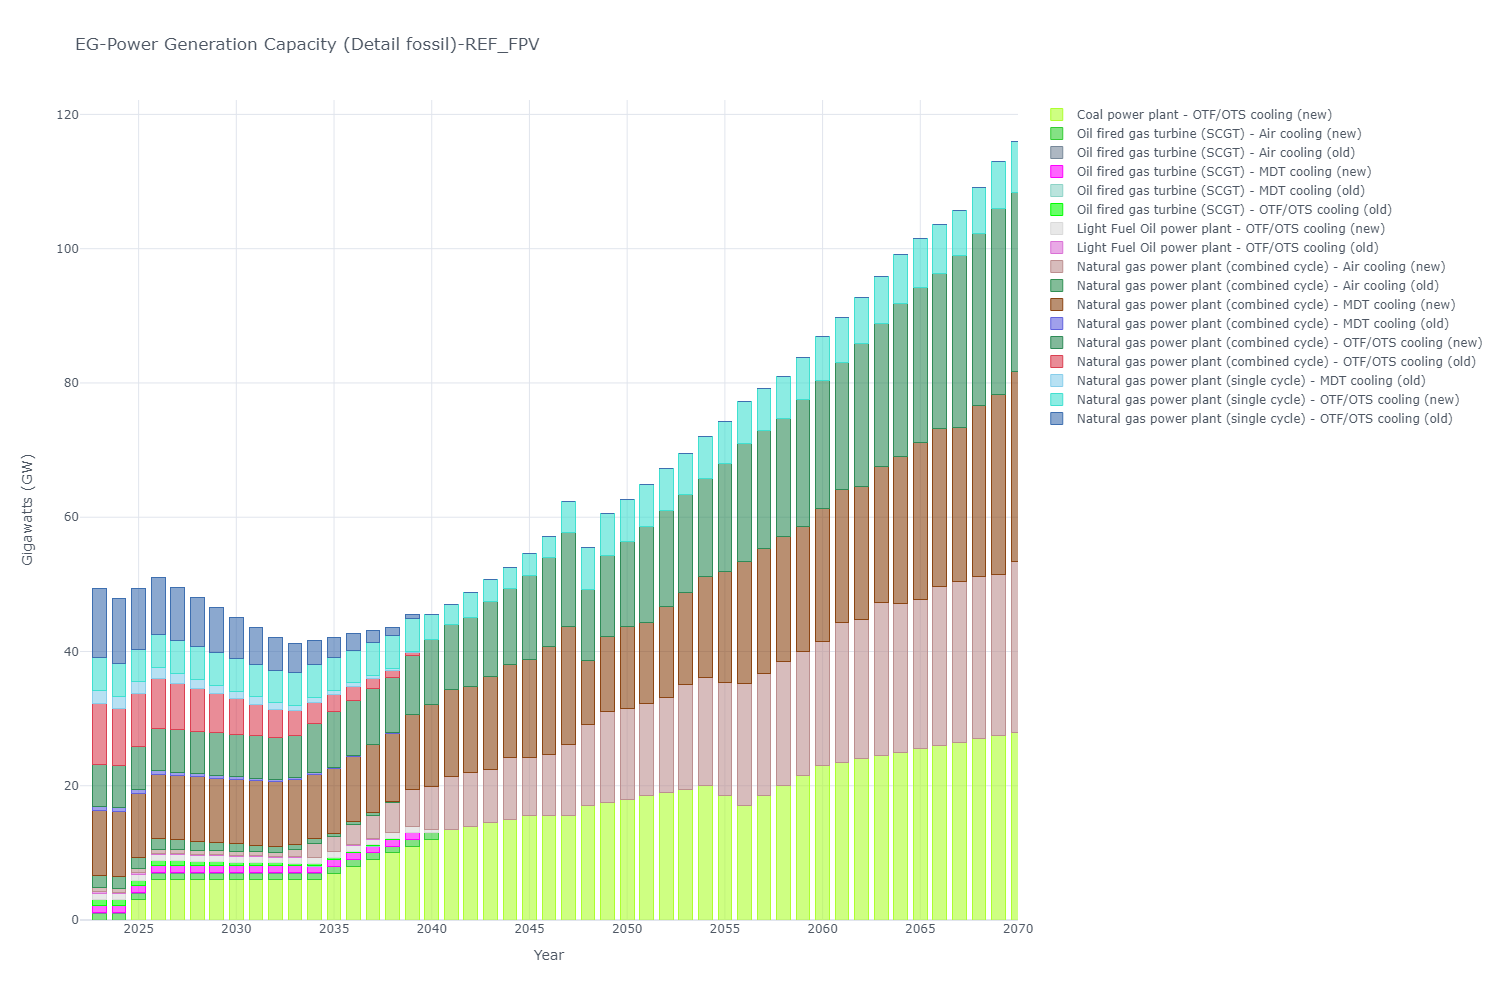 EG-Power Generation Capacity (Detail fossil)-REF_FPV
120
100
80
60
40
20
0
Gigawatts (GW)
2025
2030
2035
2040
2045
2050
2055
2060
2065
2070
Year
Coal power plant - OTF/OTS cooling (new)
Oil fired gas turbine (SCGT) - Air cooling (new)
Oil fired gas turbine (SCGT) - Air cooling (old)
Oil fired gas turbine (SCGT) - MDT cooling (new)
Oil fired gas turbine (SCGT) - MDT cooling (old)
Oil fired gas turbine (SCGT) - OTF/OTS cooling (old)
Light Fuel Oil power plant - OTF/OTS cooling (new)
Light Fuel Oil power plant - OTF/OTS cooling (old)
Natural gas power plant (combined cycle) - Air cooling (new)
Natural gas power plant (combined cycle) - Air cooling (old)
Natural gas power plant (combined cycle) - MDT cooling (new)
Natural gas power plant (combined cycle) - MDT cooling (old)
Natural gas power plant (combined cycle) - OTF/OTS cooling (new)
Natural gas power plant (combined cycle) - OTF/OTS cooling (old)
Natural gas power plant (single cycle) - MDT cooling (old)
Natural gas power plant (single cycle) - OTF/OTS cooling (new)
Natural gas power plant (single cycle) - OTF/OTS cooling (old)